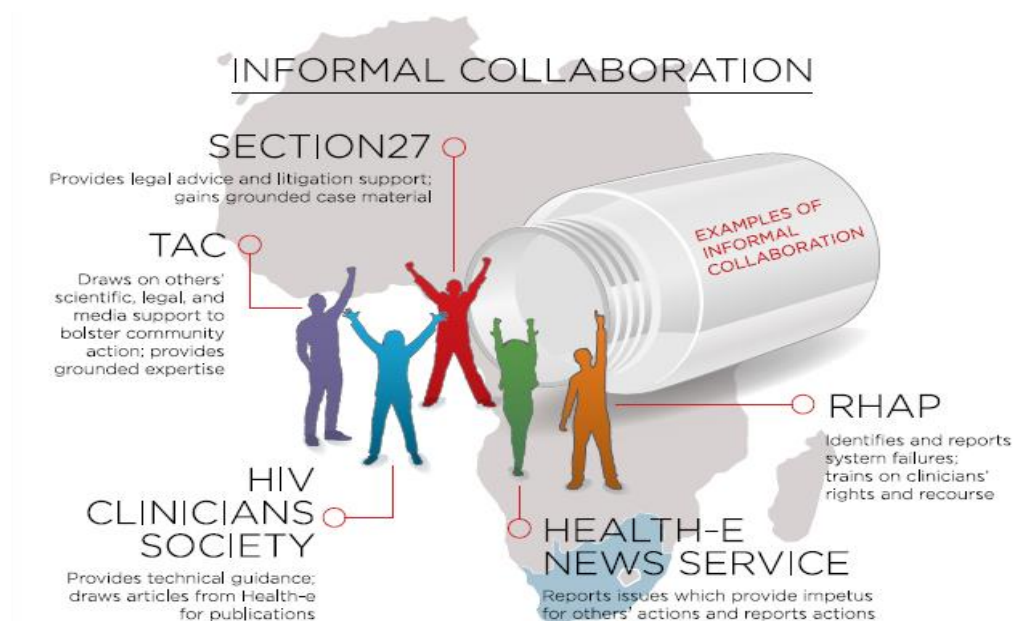 INFORMAL COLLABORATION
SECTION27
Provides legal advice and litigation support;
gains grounded case material
EXAMPLES OF
INFORMAL
COLLABORATION
TAC
Draws on others'
scientific, legal, and
media support to
bolster community
action; provides
grounded expertise
RHAP
Identifies and reports
system failures;
trains on clinicians'
rights and recourse
HIV
CLINICIANS
SOCIETY
Provides technical guidance;
draws articles from Health-e
for publications
HEALTH-E
NEWS SERVICE
Reports issues which provide impetus
for others' actions and reports actions